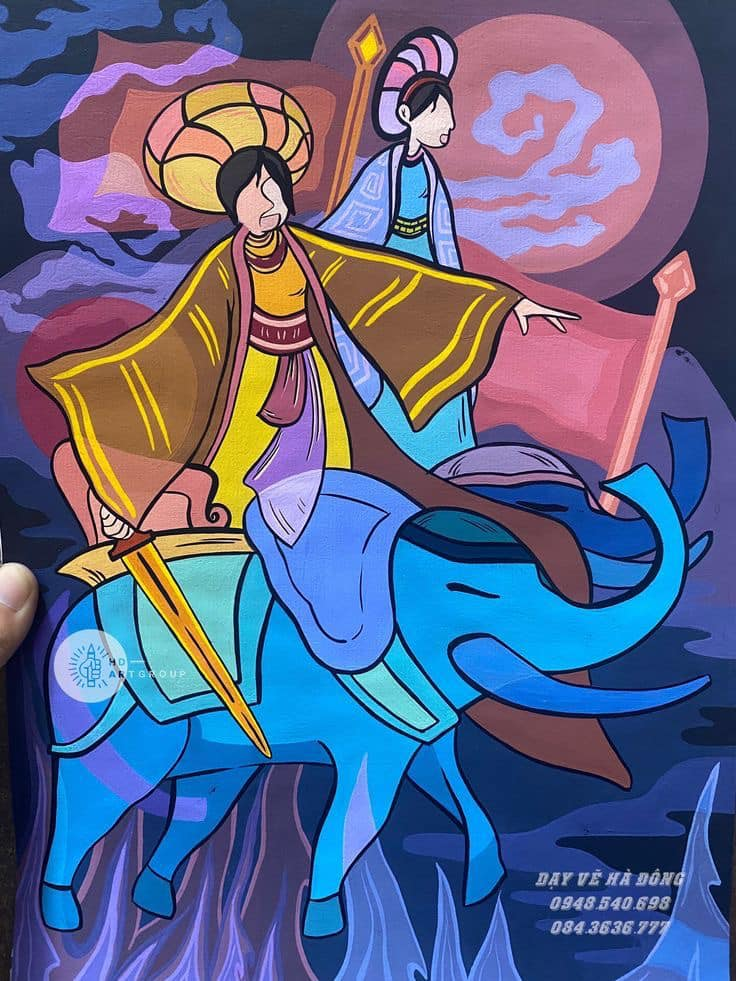 HD
ARTGROUP
DẠY VẼ HÀ ĐÔNG
0948.540.698
084.3636.777